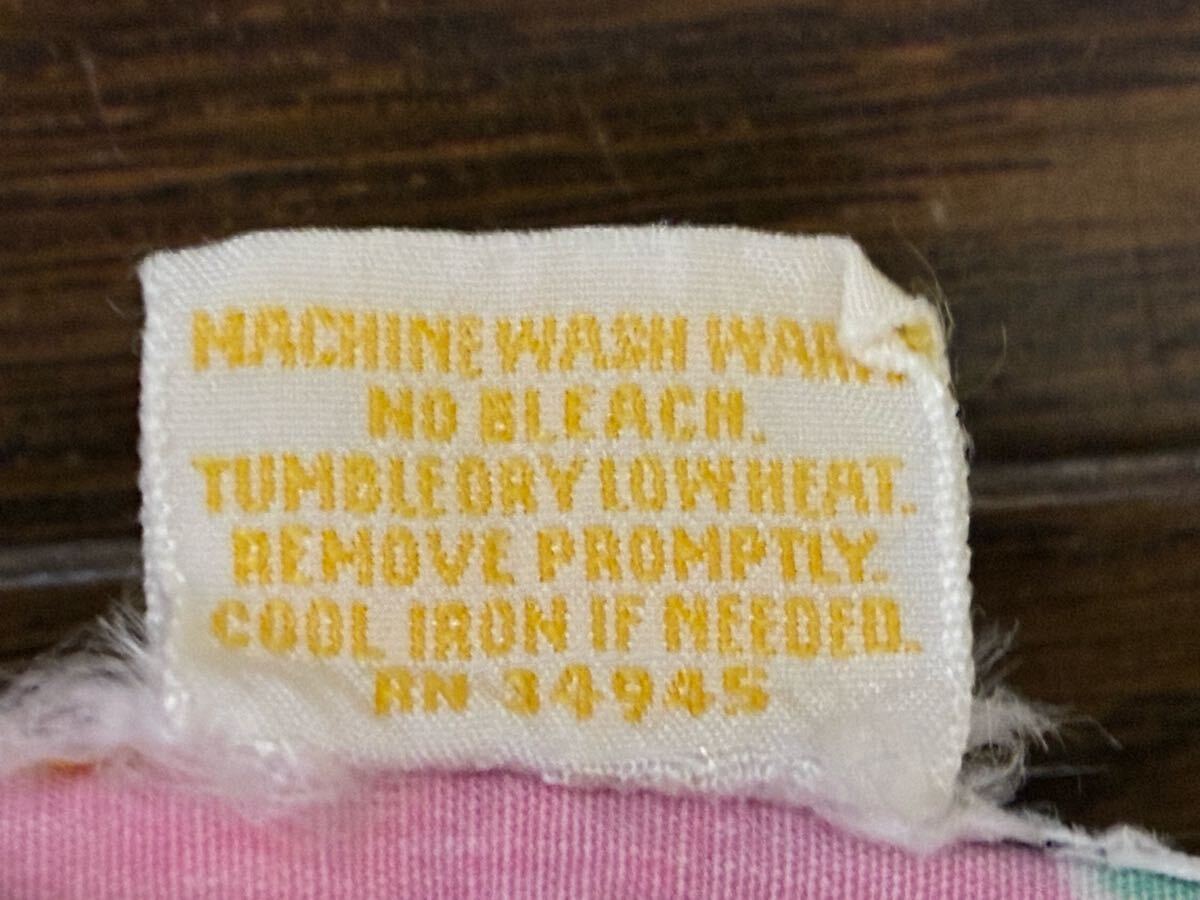 MACHINE WASH WARM.
NO BLEACH.
TUMBLE DRY LOW HEAT.
REMOVE PROMPTLY.
COOL IRON IF NEEDED.
RN 34945